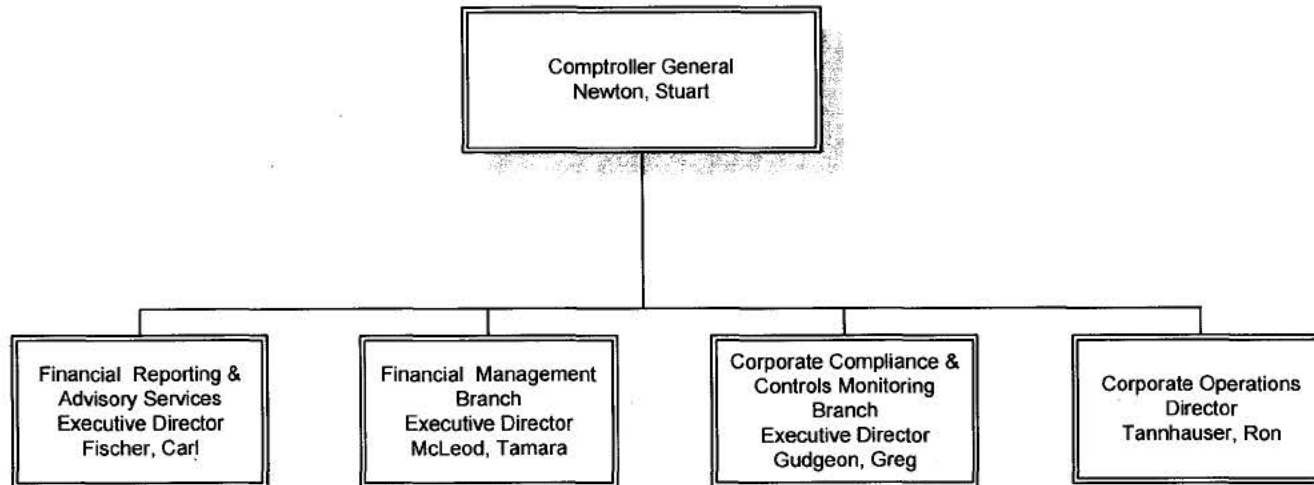 Comptroller General
Newton, Stuart
Financial Reporting &
Advisory Services
Executive Director
Fischer, Carl
Financial Management
Branch
Executive Director
McLeod, Tamara
Corporate Compliance &
Controls Monitoring
Branch
Executive Director
Gudgeon, Greg
Corporate Operations
Director
Tannhauser, Ron